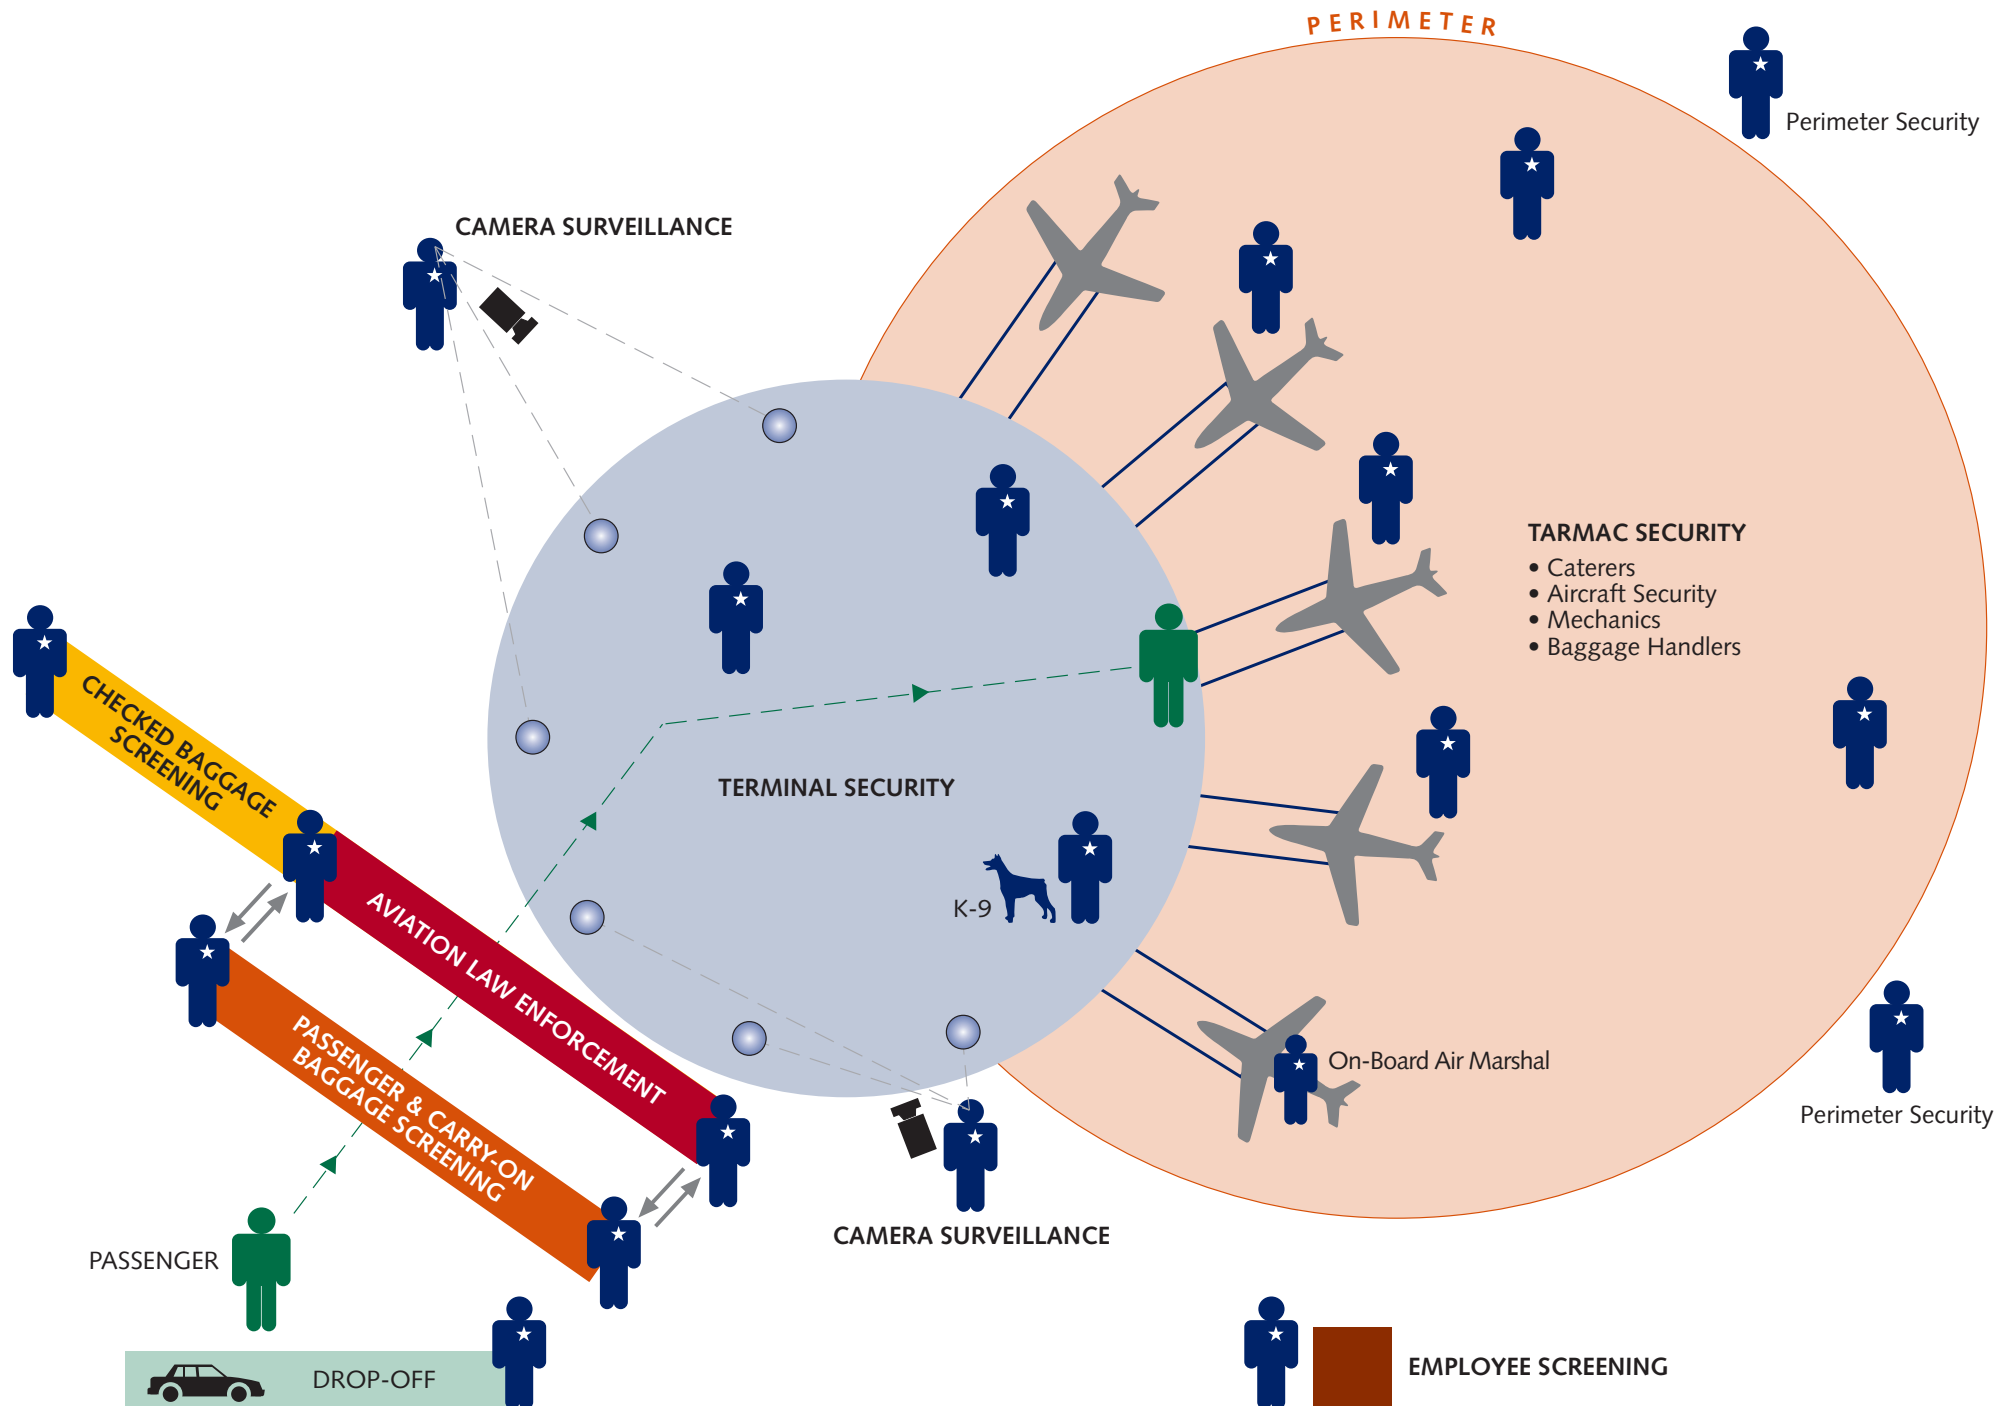 PERIMETER
Perimeter Security
CAMERA SURVEILLANCE
TARMAC SECURITY
• Caterers
• Aircraft Security
• Mechanics
• Baggage Handlers
CHECKED BAGGAGE
SCREENING
TERMINAL SECURITY
K-9
AVIATION LAW ENFORCEMENT
PASSENGER & CARRY-ON
BAGGAGE SCREENING
On-Board Air Marshal
Perimeter Security
CAMERA SURVEILLANCE
PASSENGER
DROP-OFF
EMPLOYEE SCREENING